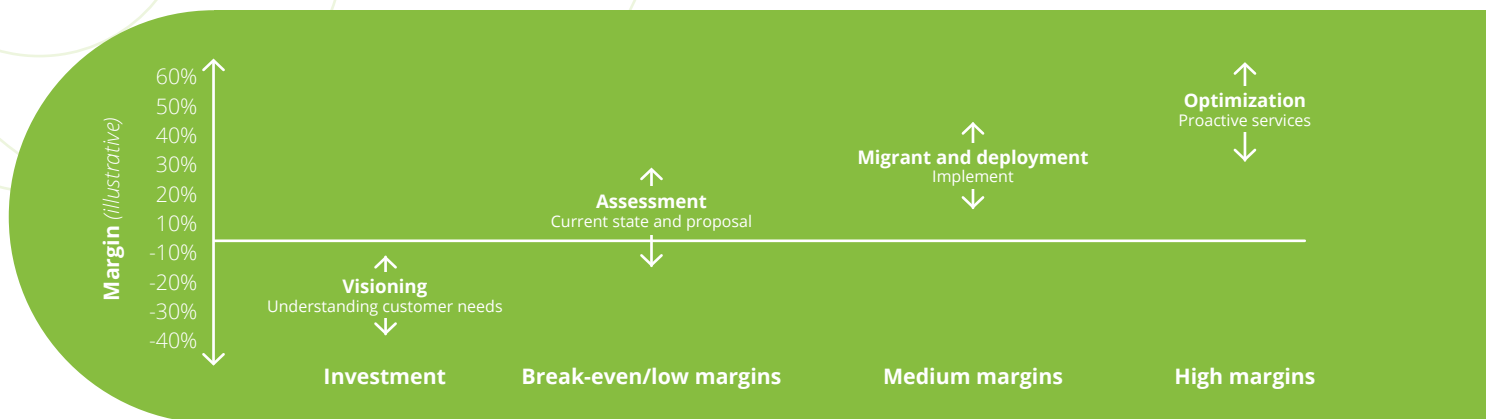 Margin (illustrative)
60%
50%
40%
30%
20%
10%
-10%
-20%
-30%
-40%
Visioning
Understanding customer needs
Assessment
Current state and proposal
Migrant and deployment
Implement
Optimization
Proactive services
Investment
Break-even/low margins
Medium margins
High margins